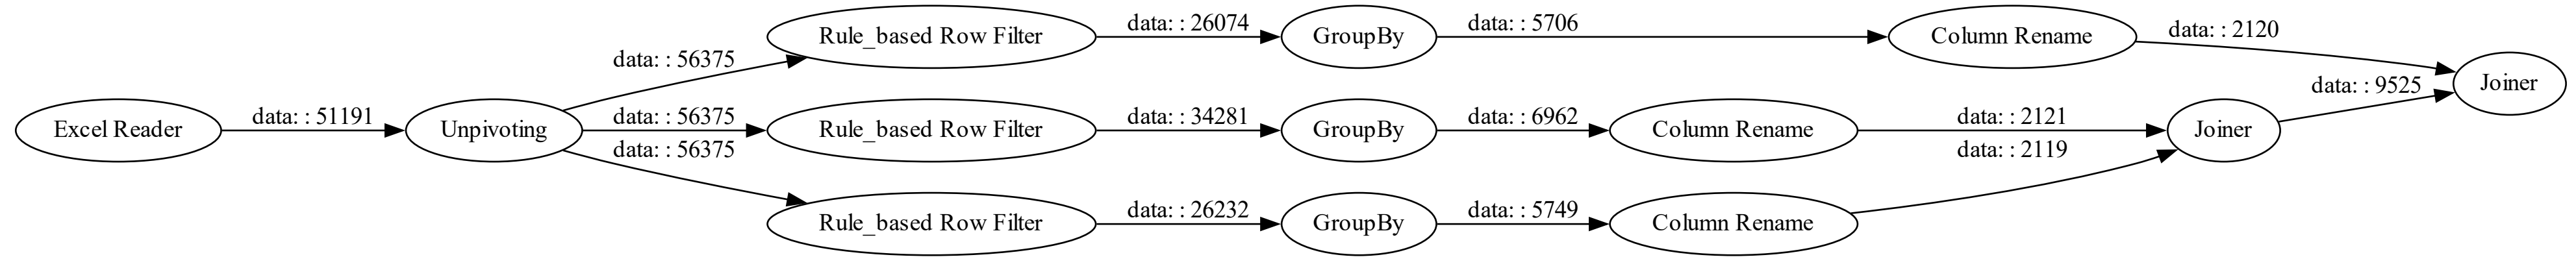 Excel Reader
data: : 51191
Unpivoting
data: : 56375
data: : 56375
data: : 56375
Rule_based Row Filter
data: : 26074
GroupBy
data: : 5706
Column Rename
data: : 2120
Rule_based Row Filter
data: : 34281
GroupBy
data: : 6962
Column Rename
data: : 2121
Joiner
data: : 9525
Joiner
Rule_based Row Filter
data: : 26232
GroupBy
data: : 5749
Column Rename
data: : 2119